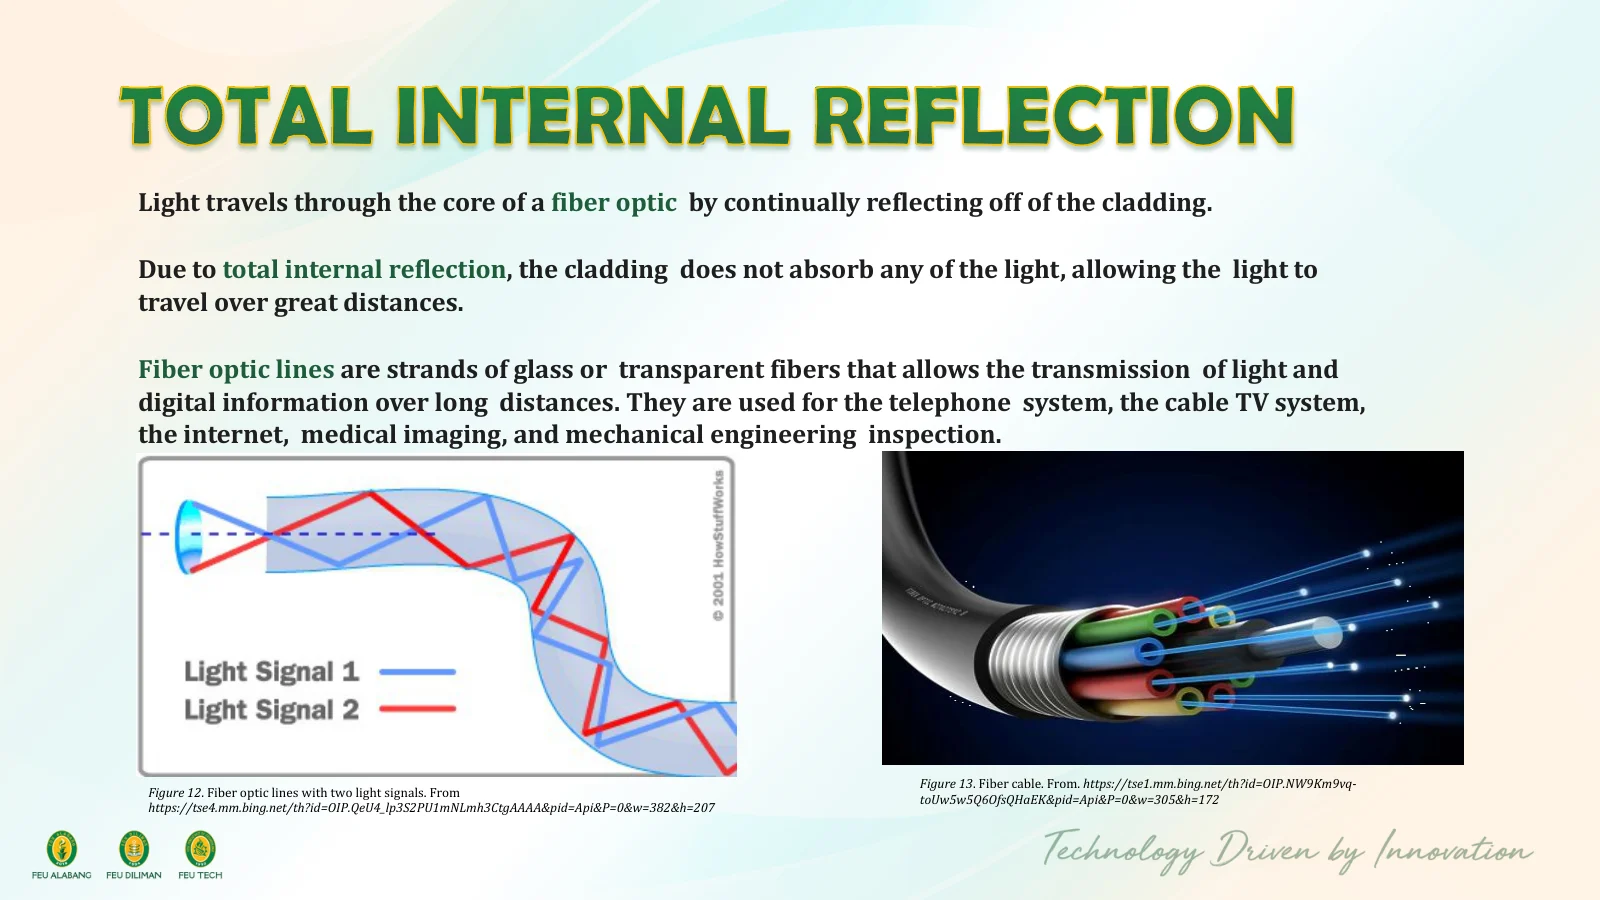 TOTAL INTERNAL REFLECTION
Light travels through the core of a fiber optic  by continually reflecting off of the cladding.
Due to total internal reflection, the cladding  does not absorb any of the light, allowing the  light to
travel over great distances.
Fiber optic lines are strands of glass or  transparent fibers that allows the transmission  of light and
digital information over long  distances. They are used for the telephone  system, the cable TV system,
the internet,  medical imaging, and mechanical engineering  inspection.
© 2001 HowStuffWorks
Light Signal 1
Light Signal 2
Figure 12. Fiber optic lines with two light signals. From
https://tse4.mm.bing.net/th?id=OIP.QeU4_lp3S2PU1mNLmh3CtgAAAA&pid=Api&P=0&w=382&h=207
Figure 13. Fiber cable. From. https://tse1.mm.bing.net/th?id=OIP.NW9Km9vq-
toUw5w5Q6OfsQHaEK&pid=Api&P=0&w=305&h=172
FEU ALABANG
FEU DILIMAN
FEU TECH
Technology Driven by Innovation